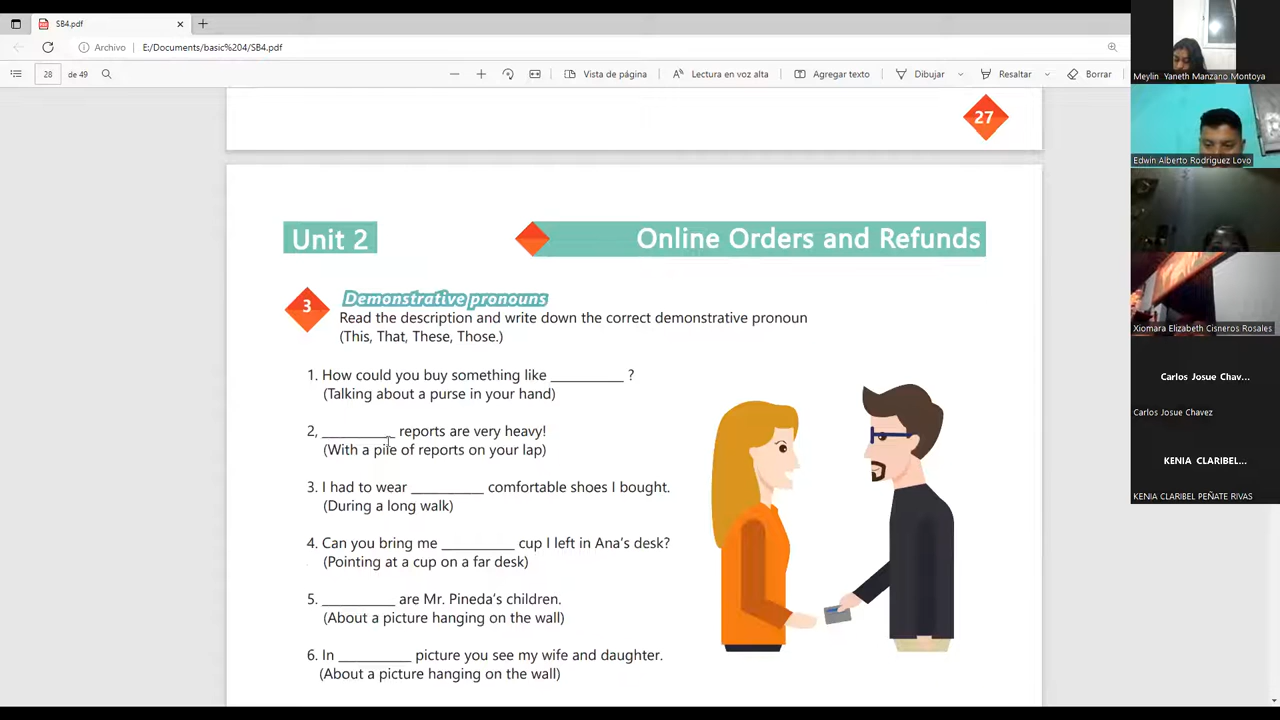 SB4.pdf
Archivo E:/Documents/basic%204/SB4.pdf
28 de 49 Vista de página Lectura en voz alta Agregar texto Dibujar Resaltar Borrar
27
Unit 2 Online Orders and Refunds
3 Demonstrative pronouns
Read the description and write down the correct demonstrative pronoun
(This, That, These, Those.)
1. How could you buy something like __________ ?
(Talking about a purse in your hand)
2, __________ reports are very heavy!
(With a pile of reports on your lap)
3. I had to wear __________ comfortable shoes I bought.
(During a long walk)
4. Can you bring me __________ cup I left in Ana's desk?
(Pointing at a cup on a far desk)
5. __________ are Mr. Pineda's children.
(About a picture hanging on the wall)
6. In __________ picture you see my wife and daughter.
(About a picture hanging on the wall)
Meylin Yaneth Manzano Montoya
Edwin Alberto Rodriguez Lovo
Xiomara Elizabeth Cisneros Rosales
Carlos Josue Chav...
Carlos Josue Chavez
KENIA CLARIBEL...
KENIA CLARIBEL PEÑATE RIVAS